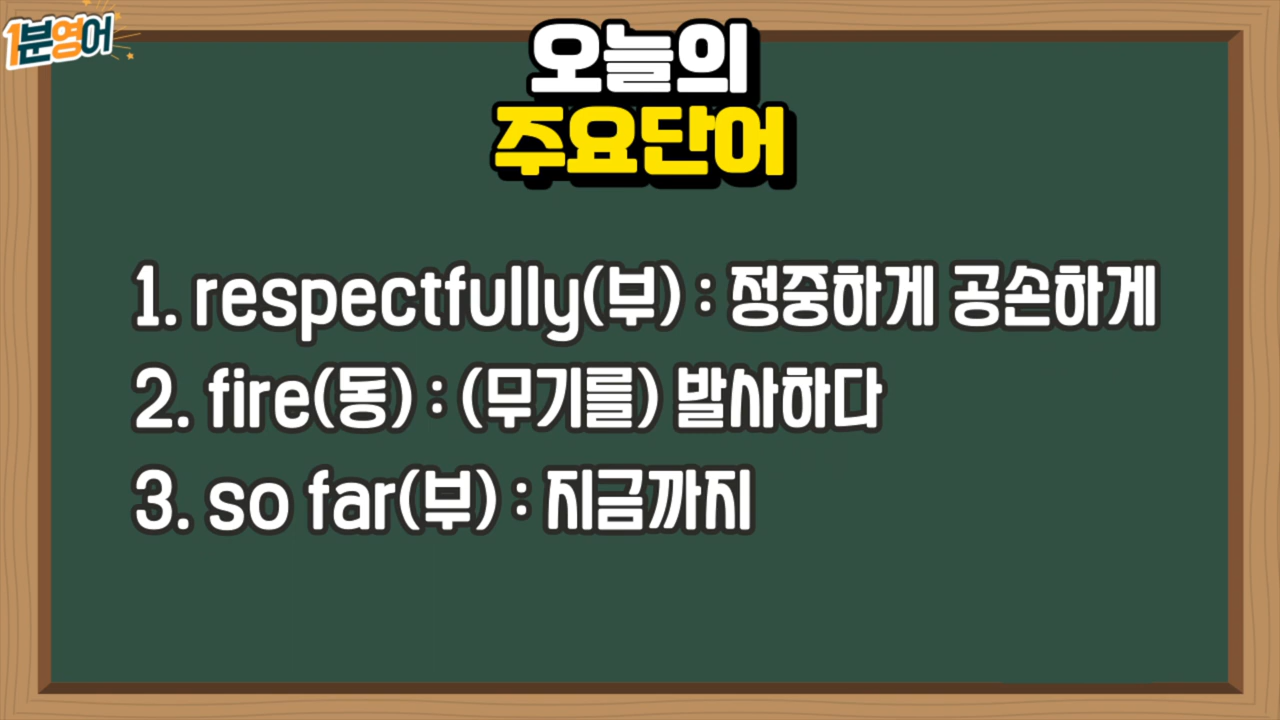 1분영어
오늘의
주요단어
1. respectfully(부) : 정중하게 공손하게
2. fire(동) : (무기를) 발사하다
3. so far(부) : 지금까지